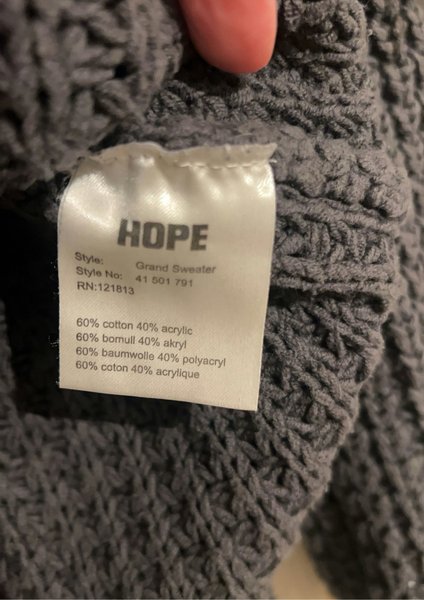 HOPE
Style: Grand Sweater
Style No: 41 501 791
RN:121813
60% cotton 40% acrylic
60% bomull 40% akryl
60% baumwolle 40% polyacryl
60% coton 40% acrylique